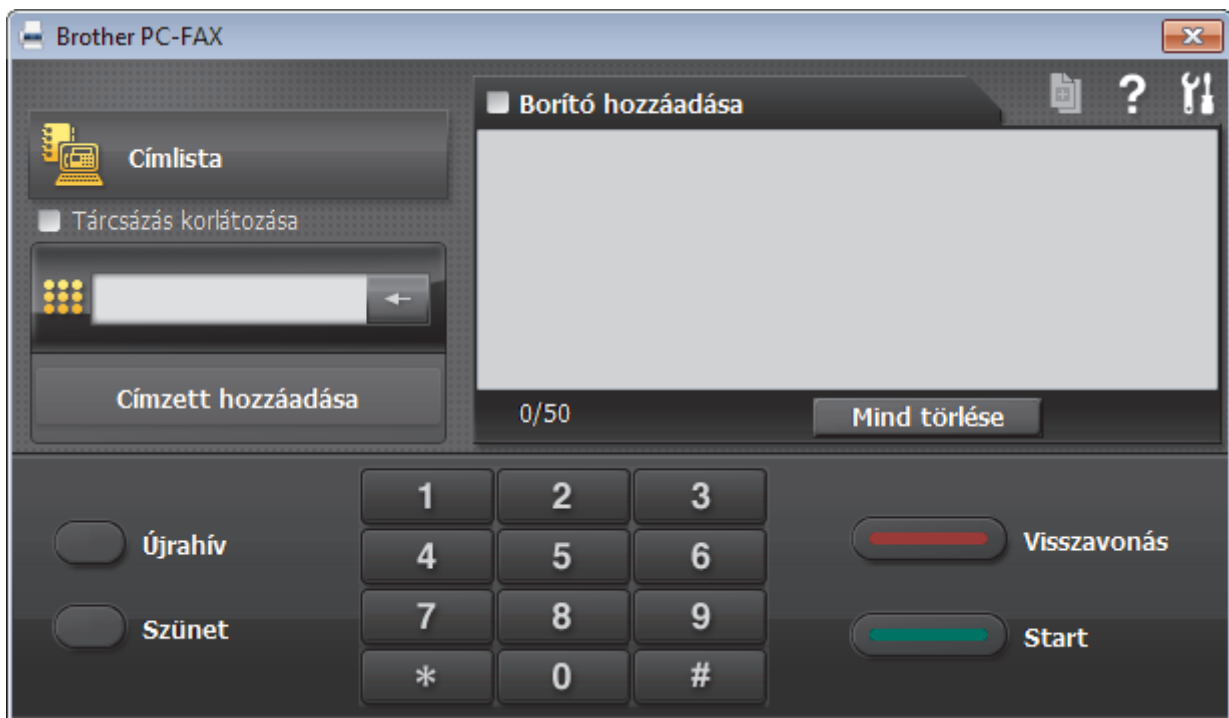 Brother PC-FAX
Címlista
Tárcsázás korlátozása
Címzett hozzáadása
Borító hozzáadása
?
0/50
Mind törlése
Újrahív
Szünet
1 2 3
4 5 6
7 8 9
* 0 #
Visszavonás
Start